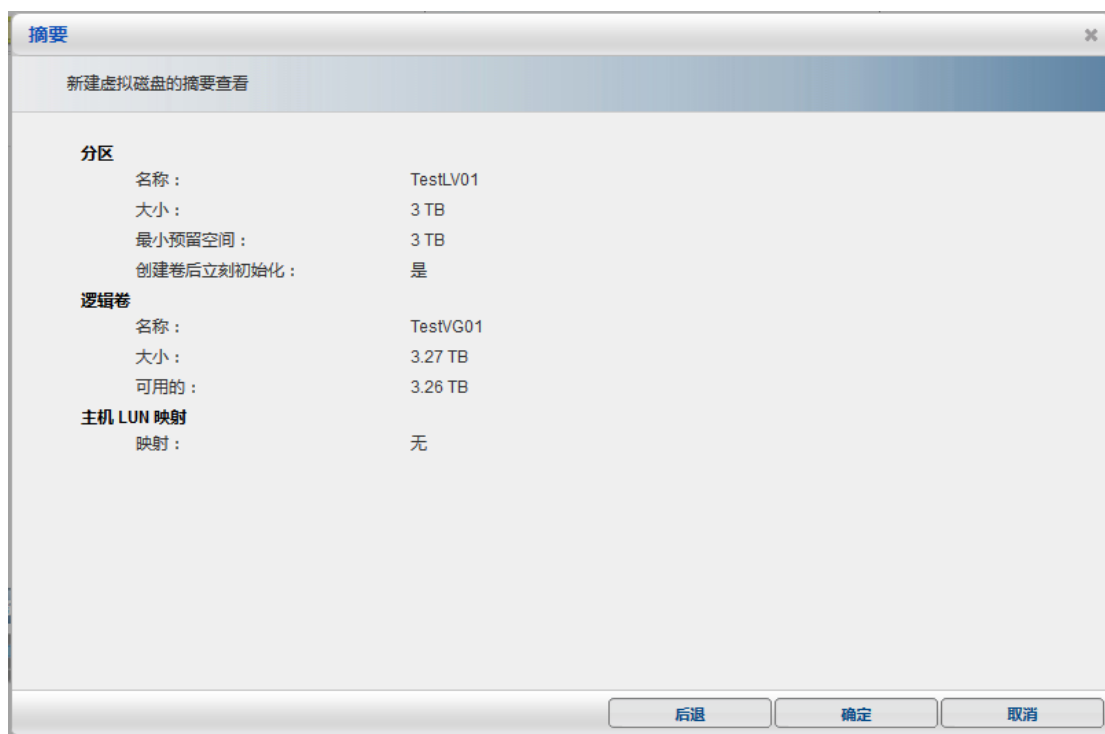 摘要
新建虚拟磁盘的摘要查看
分区
名称： TestLV01
大小： 3 TB
最小预留空间： 3 TB
创建卷后立刻初始化： 是
逻辑卷
名称： TestVG01
大小： 3.27 TB
可用的： 3.26 TB
主机 LUN 映射
映射： 无
后退 确定 取消